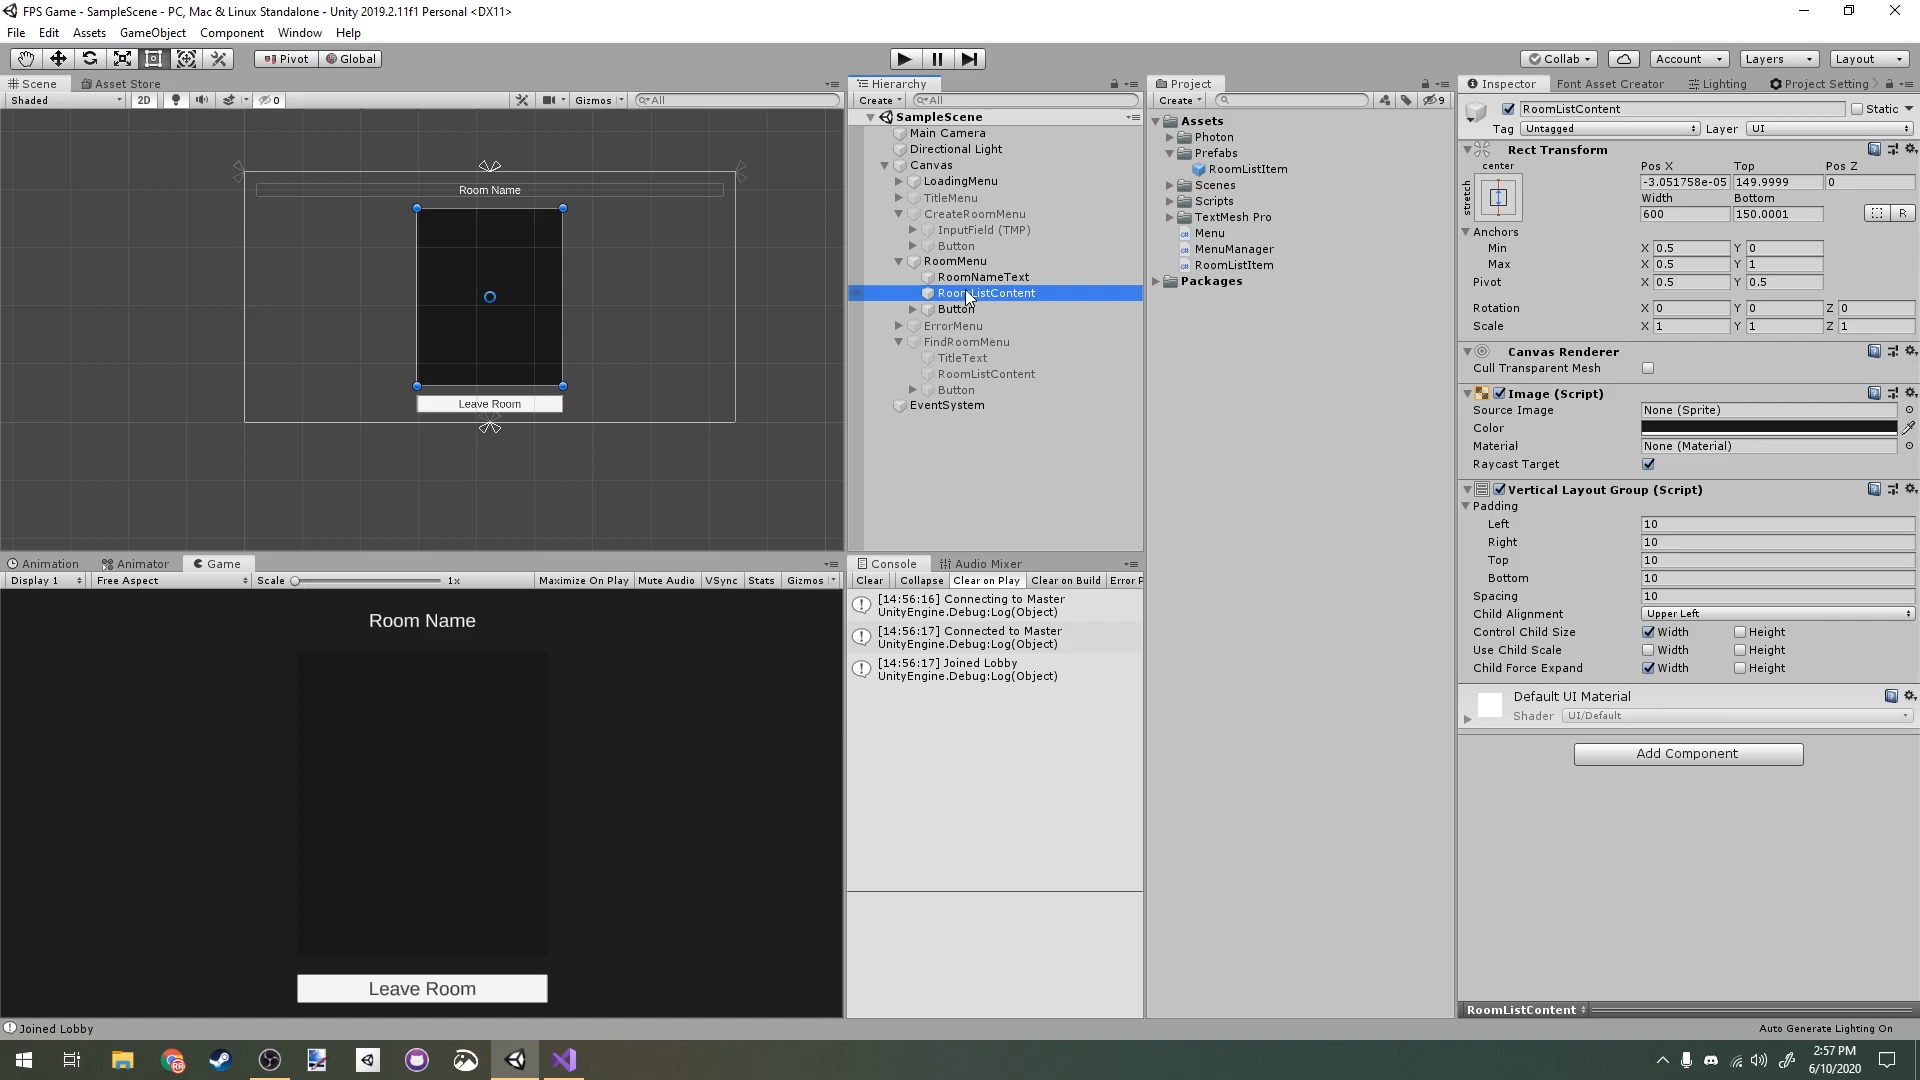 FPS Game - SampleScene - PC, Mac & Linux Standalone - Unity 2019.2.11f1 Personal <DX11>
File Edit Assets GameObject Component Window Help
Pivot Global Collab Account Layers Layout
Scene Asset Store
Shaded 2D 0 Gizmos All
Room Name
Leave Room
Animation Animator Game
Display 1 Free Aspect Scale 1x Maximize On Play Mute Audio VSync Stats Gizmos
Room Name
Leave Room
Hierarchy
Create All
SampleScene
Main Camera
Directional Light
Canvas
LoadingMenu
TitleMenu
CreateRoomMenu
InputField (TMP)
Button
RoomMenu
RoomNameText
RoomListContent
Button
ErrorMenu
FindRoomMenu
TitleText
RoomListContent
Button
EventSystem
Console Audio Mixer
Clear Collapse Clear on Play Clear on Build Error P
[14:56:16] Connecting to Master
UnityEngine.Debug:Log(Object)
[14:56:17] Connected to Master
UnityEngine.Debug:Log(Object)
[14:56:17] Joined Lobby
UnityEngine.Debug:Log(Object)
Project
Create 9
Assets
Photon
Prefabs
RoomListItem
Scenes
Scripts
TextMesh Pro
Menu
MenuManager
RoomListItem
Packages
Inspector Font Asset Creator Lighting Project Setting
RoomListContent Static
Tag Untagged Layer UI
Rect Transform
center Pos X Top Pos Z
stretch -3.051758e-05 149.9999 0
Width Bottom
600 150.0001 R
Anchors
Min X 0.5 Y 0
Max X 0.5 Y 1
Pivot X 0.5 Y 0.5
Rotation X 0 Y 0 Z 0
Scale X 1 Y 1 Z 1
Canvas Renderer
Cull Transparent Mesh
Image (Script)
Source Image None (Sprite)
Color
Material None (Material)
Raycast Target
Vertical Layout Group (Script)
Padding
Left 10
Right 10
Top 10
Bottom 10
Spacing 10
Child Alignment Upper Left
Control Child Size Width Height
Use Child Scale Width Height
Child Force Expand Width Height
Default UI Material
Shader UI/Default
Add Component
RoomListContent
Joined Lobby Auto Generate Lighting On
RR
2:57 PM
6/10/2020